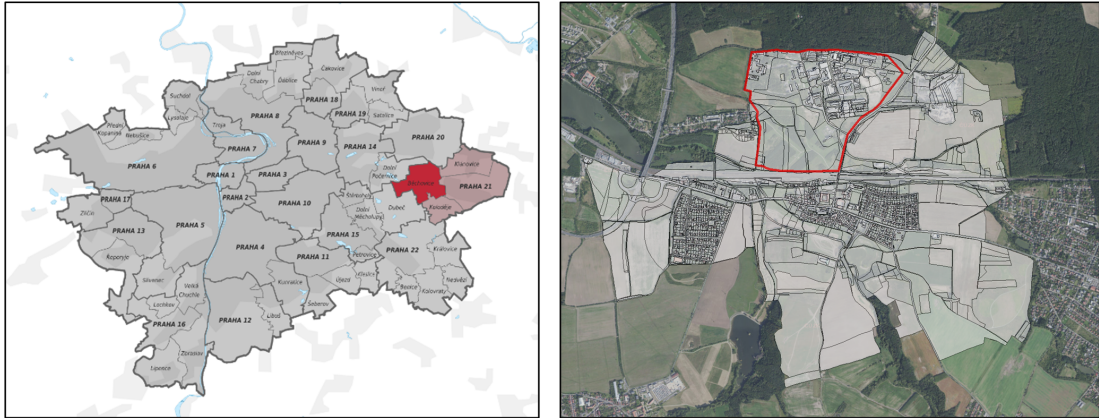 Březiněves
Dolní
Chabry
Ďáblice
Čakovice
Vinoř
Suchdol
Lysolaje
PRAHA 18
Přední
Kopanina
Nebušice
Troja
PRAHA 8
PRAHA 19
Satalice
PRAHA 20
PRAHA 6
PRAHA 7
PRAHA 9
PRAHA 14
Klánovice
PRAHA 1
PRAHA 3
Dolní
Počernice
Běchovice
PRAHA 21
PRAHA 17
PRAHA 2
PRAHA 10
Štěrboholy
Dubeč
Koloděje
Zličín
Dolní
Měcholupy
PRAHA 13
PRAHA 5
PRAHA 15
PRAHA 4
PRAHA 22
Královice
Řeporyje
PRAHA 11
Petrovice
Slivenec
Velká
Chuchle
Kunratice
Újezd
Křeslice
Nedvězí
Lochkov
Šeberov
Benice
Kolovraty
PRAHA 16
PRAHA 12
Libuš
Zbraslav
Lipence